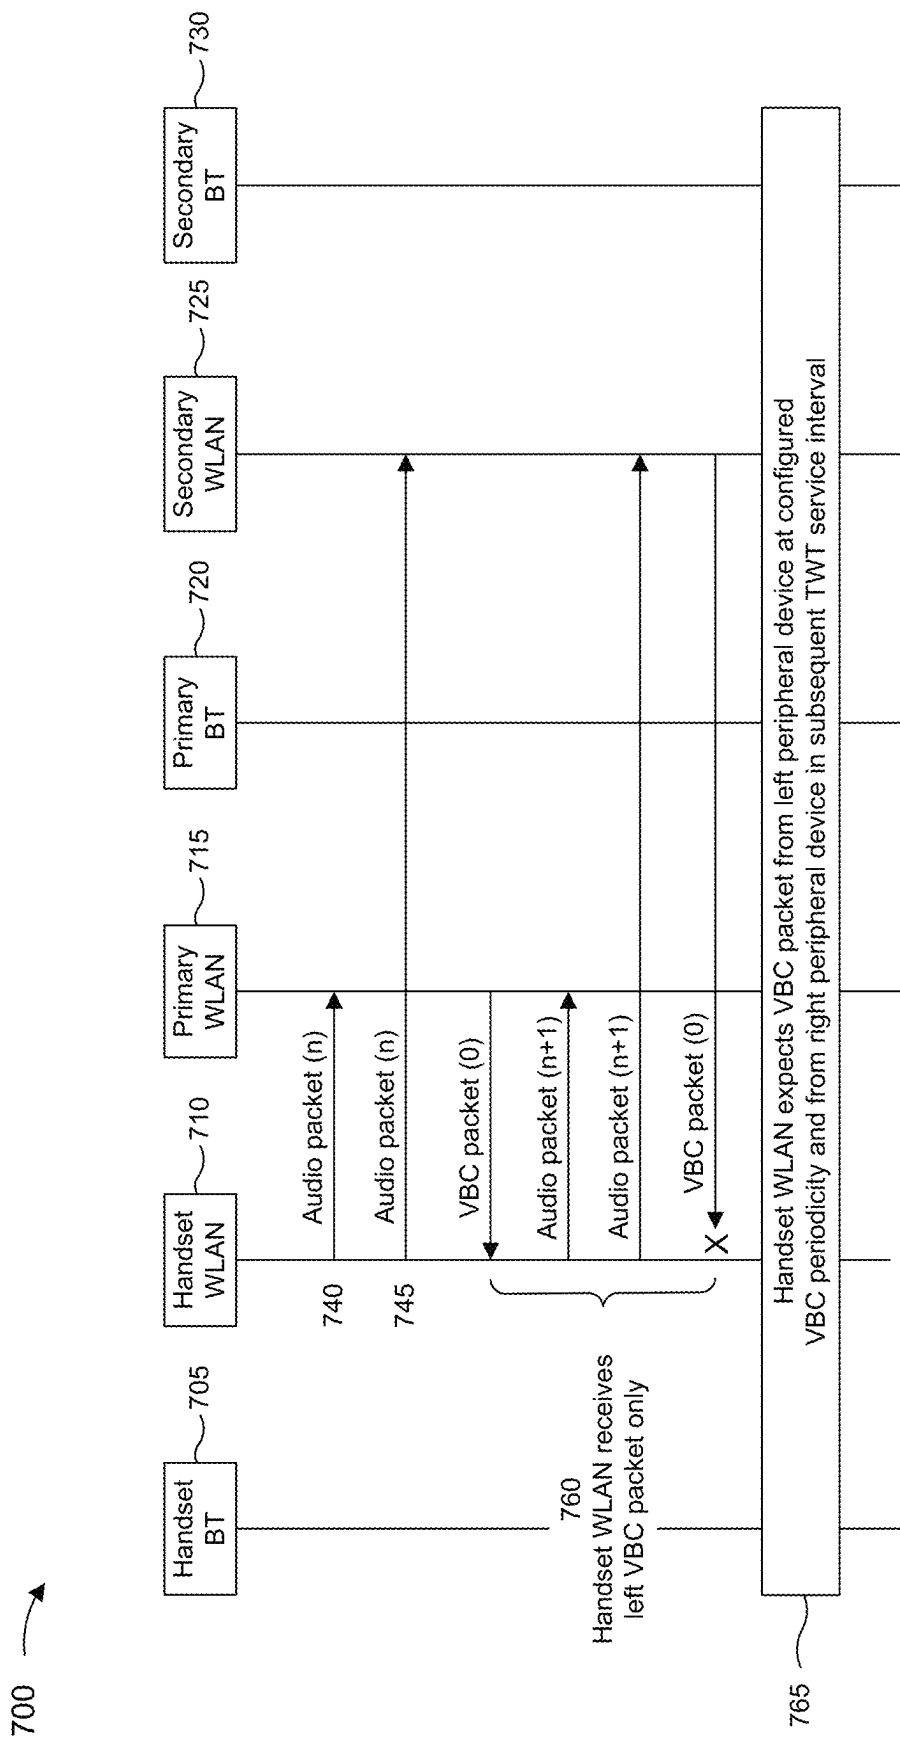 700
Handset
BT
705
Handset
WLAN
710
Primary
WLAN
715
Primary
BT
720
Secondary
WLAN
725
Secondary
BT
730
740
Audio packet (n)
745
Audio packet (n)
VBC packet (0)
Audio packet (n+1)
Audio packet (n+1)
VBC packet (0)
X
760
Handset WLAN receives
left VBC packet only
765
Handset WLAN expects VBC packet from left peripheral device at configured
VBC periodicity and from right peripheral device in subsequent TWT service interval